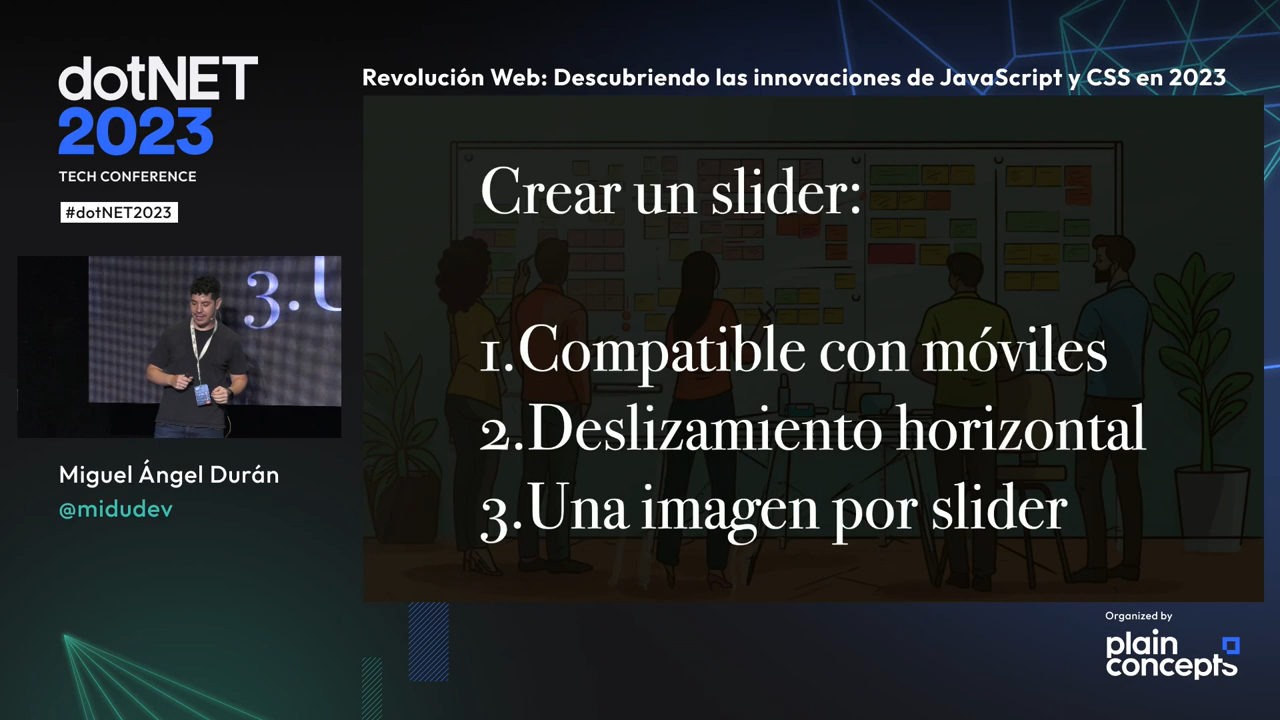 dotNET
2023
TECH CONFERENCE
#dotNET2023
Revolución Web: Descubriendo las innovaciones de JavaScript y CSS en 2023
Crear un slider:
1.Compatible con móviles
2.Deslizamiento horizontal
3.Una imagen por slider
3.U
Miguel Ángel Durán
@midudev
Organized by
plain
concepts